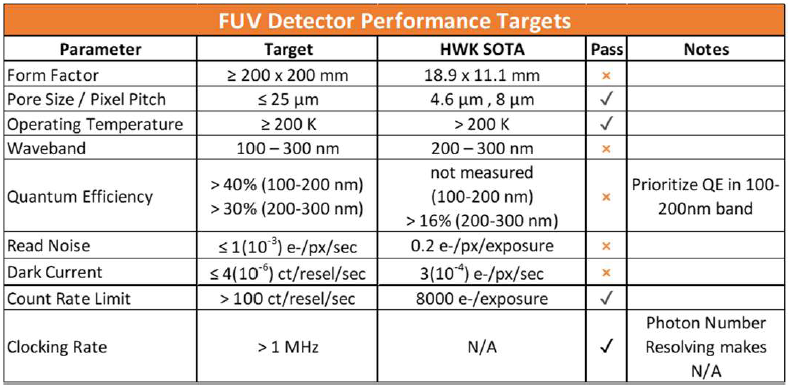 FUV Detector Performance Targets
Parameter Target HWK SOTA Pass Notes
Form Factor ≥ 200 x 200 mm 18.9 x 11.1 mm ×
Pore Size / Pixel Pitch ≤ 25 µm 4.6 µm , 8 µm ✓
Operating Temperature ≥ 200 K > 200 K ✓
Waveband 100 – 300 nm 200 – 300 nm ×
Quantum Efficiency > 40% (100-200 nm) > 30% (200-300 nm) not measured (100-200 nm) > 16% (200-300 nm) × Prioritize QE in 100-200nm band
Read Noise ≤ 1(10⁻³) e-/px/sec 0.2 e-/px/exposure ×
Dark Current ≤ 4(10⁻⁶) ct/resel/sec 3(10⁻⁴) e-/px/sec ×
Count Rate Limit > 100 ct/resel/sec 8000 e-/exposure ✓
Clocking Rate > 1 MHz N/A ✓ Photon Number Resolving makes N/A